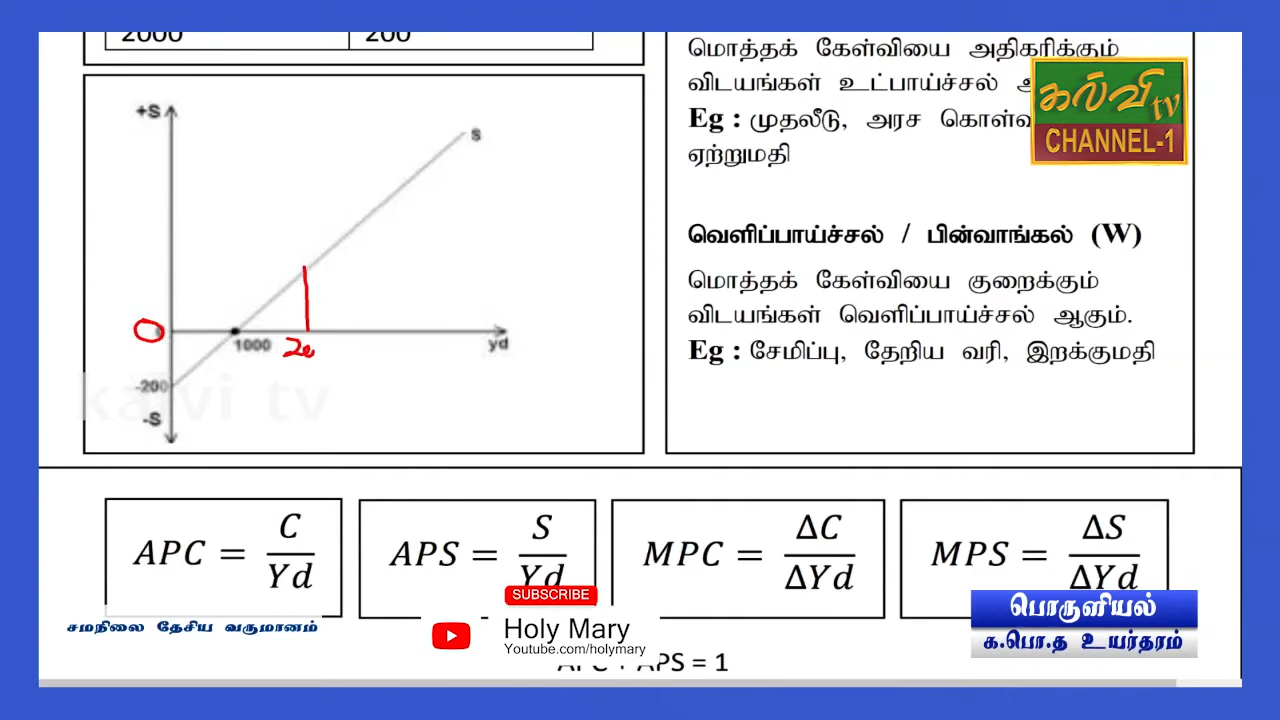 2000 200
+S
S
0
1000 20
yd
-200
-S
kalvi tv
மொத்தக் கேள்வியை அதிகரிக்கும்
விடயங்கள் உட்பாய்ச்சல்
Eg : முதலீடு, அரச
ஏற்றுமதி
கல்வி tv
CHANNEL-1
வெளிப்பாய்ச்சல் / பின்வாங்கல் (W)
மொத்தக் கேள்வியை குறைக்கும்
விடயங்கள் வெளிப்பாய்ச்சல் ஆகும்.
Eg : சேமிப்பு, தேறிய வரி, இறக்குமதி
APC = C / Yd
APS = S / Yd
MPC = ΔC / ΔYd
MPS = ΔS / ΔYd
சமநிலை தேசிய வருமானம்
SUBSCRIBE
Holy Mary
Youtube.com/holymary
பொருளியல்
க.பொ.த உயர்தரம்
APC + APS = 1